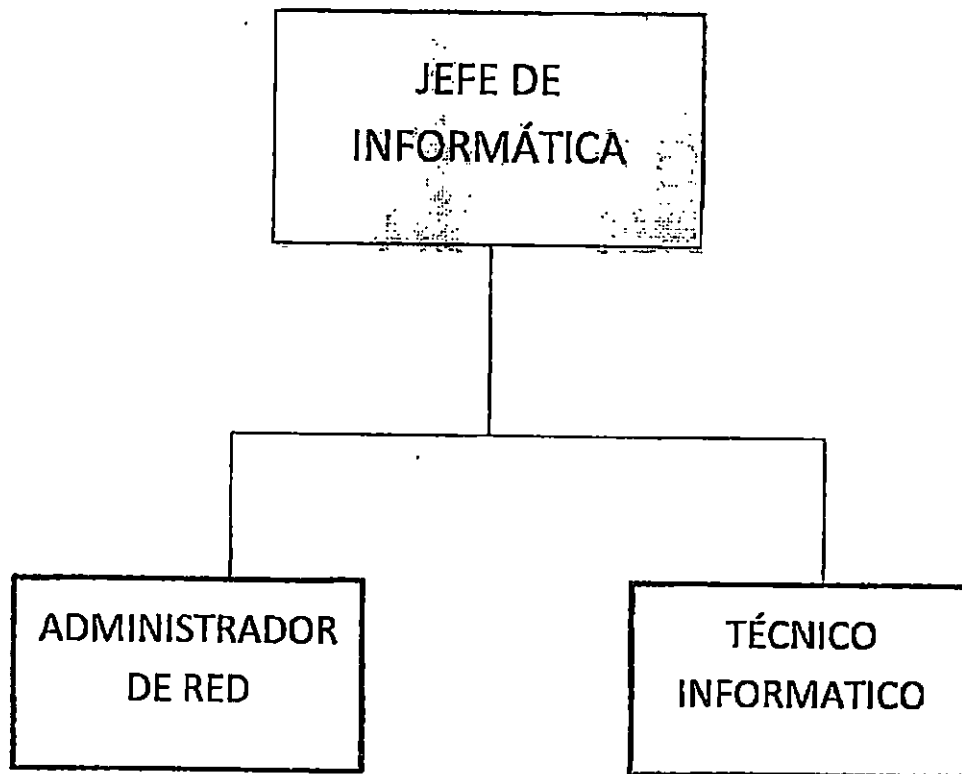 JEFE DE
INFORMÁTICA
ADMINISTRADOR
DE RED
TÉCNICO
INFORMATICO